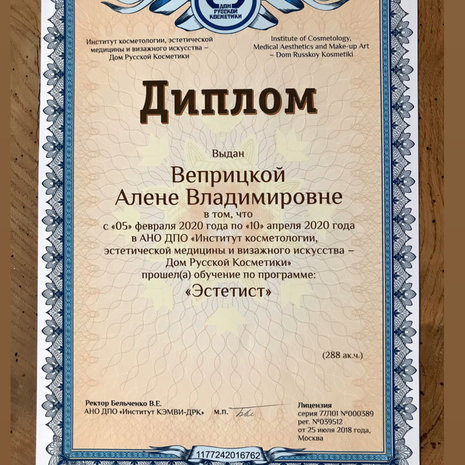 ДОМ
РУССКОЙ
КОСМЕТИКИ
Институт косметологии, эстетической
медицины и визажного искусства –
Дом Русской Косметики
Institute of Cosmetology,
Medical Aesthetics and Make-up Art
– Dom Russkoy Kosmetiki
Диплом
Выдан
Веприцкой
Алене Владимировне
в том, что
с «05» февраля 2020 года по «10» апреля 2020 года
в АНО ДПО «Институт косметологии,
эстетической медицины и визажного искусства –
Дом Русской Косметики»
прошел(а) обучение по программе:
«Эстетист»
(288 ак.ч.)
Ректор Бельченко В.Е.
АНО ДПО «Институт КЭМВИ-ДРК»
м.п.
Лицензия
серия 77Л01 №000389
рег. №039512
от 25 июля 2018 года,
Москва
1177242016762